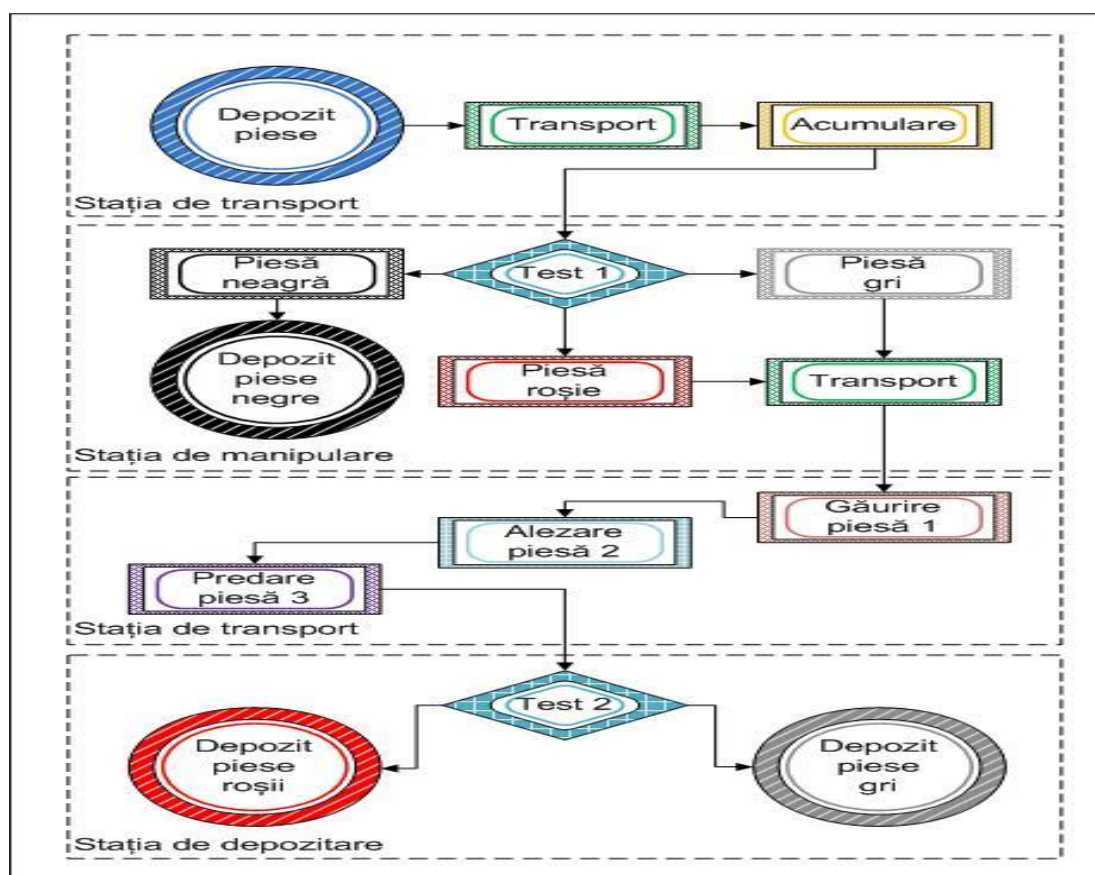 Depozit
piese
Transport
Acumulare
Stația de transport
Piesă
neagră
Test 1
Piesă
gri
Depozit
piese
negre
Piesă
roșie
Transport
Stația de manipulare
Găurire
piesă 1
Alezare
piesă 2
Predare
piesă 3
Stația de transport
Test 2
Depozit
piese
roșii
Depozit
piese
gri
Stația de depozitare